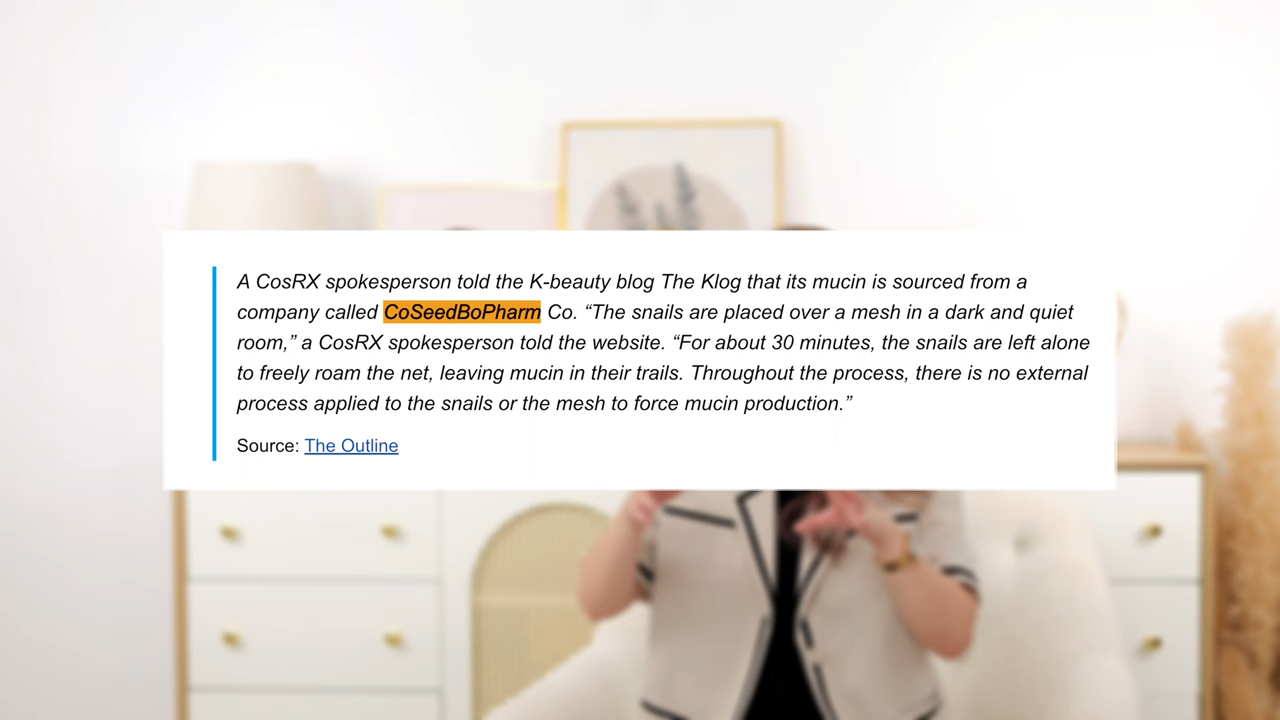 A CosRX spokesperson told the K-beauty blog The Klog that its mucin is sourced from a
company called CoSeedBoPharm Co. “The snails are placed over a mesh in a dark and quiet
room,” a CosRX spokesperson told the website. “For about 30 minutes, the snails are left alone
to freely roam the net, leaving mucin in their trails. Throughout the process, there is no external
process applied to the snails or the mesh to force mucin production.”
Source: The Outline